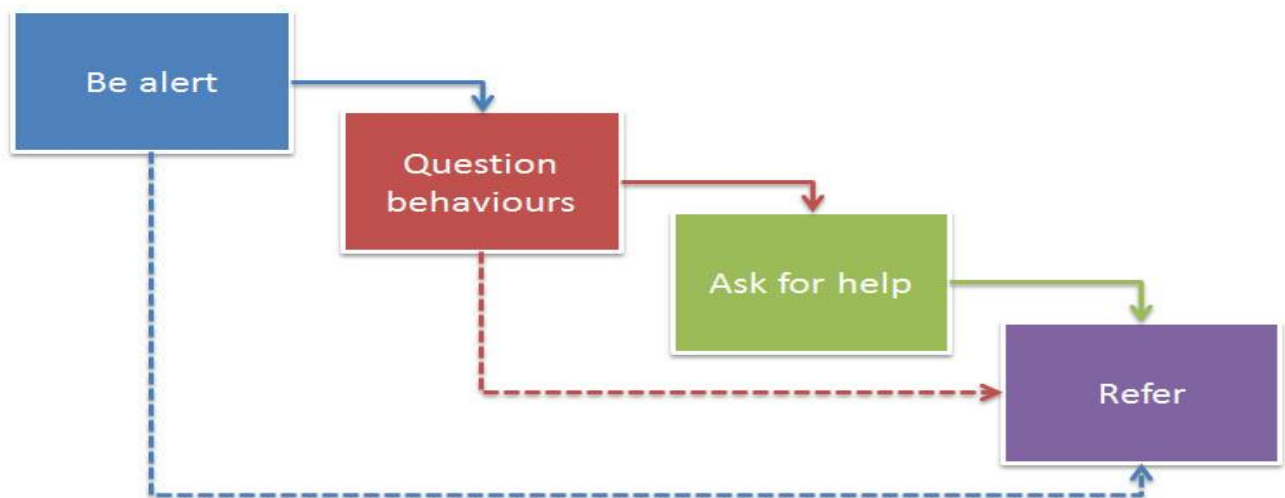 Be alert
Question
behaviours
Ask for help
Refer